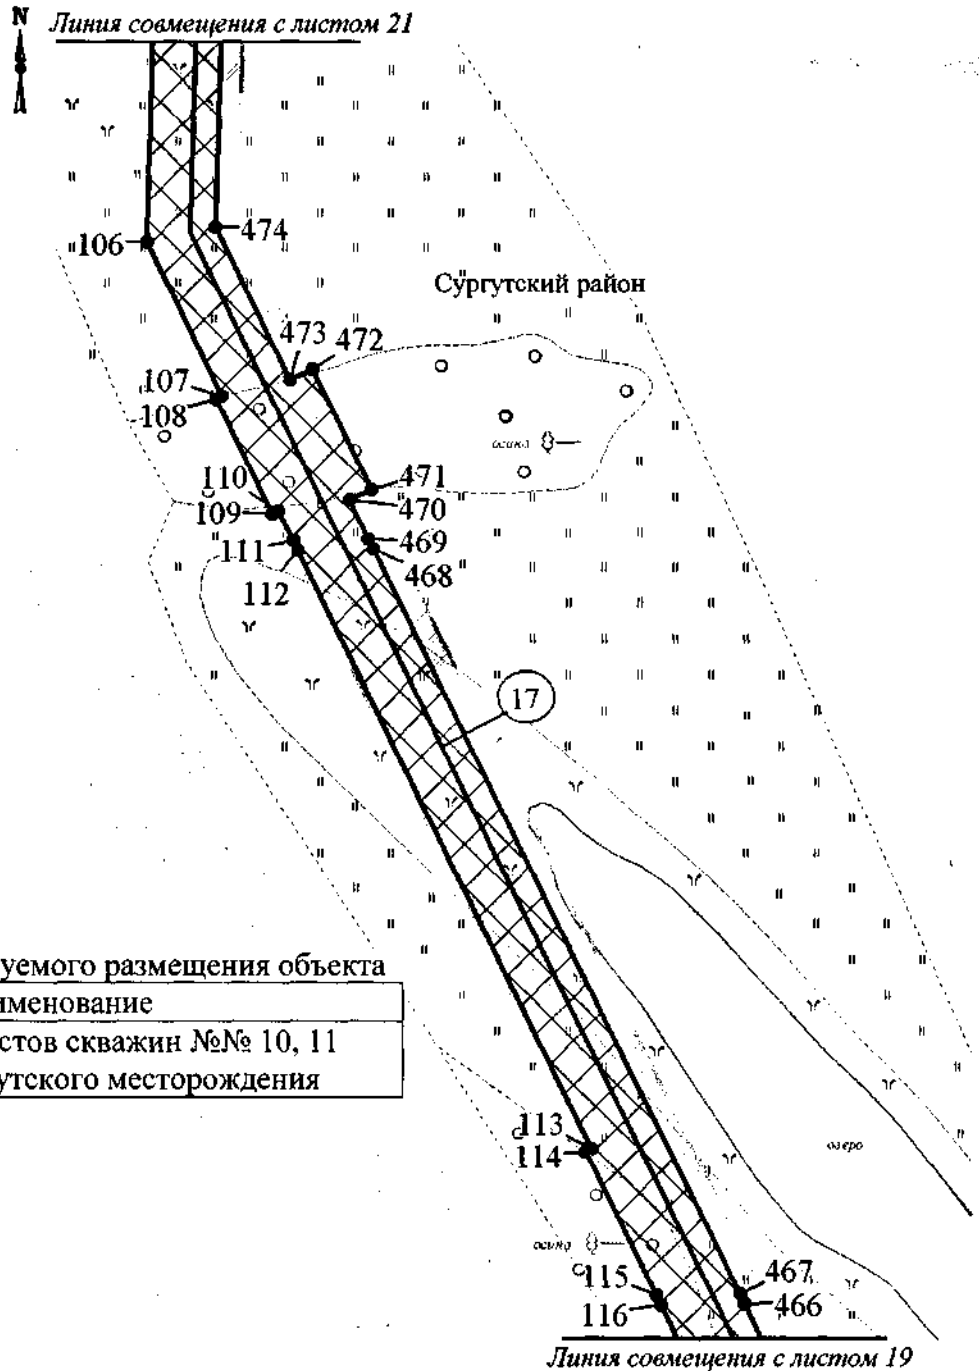 N
Линия совмещения с листом 21
474
106
Сургутский район
473
472
107
108
осина
471
110
470
109
469
111
468
112
17
уемого размещения объекта
именование
стов скважин №№ 10, 11
утского месторождения
113
114
озеро
осина
115
467
116
466
Линия совмещения с листом 19